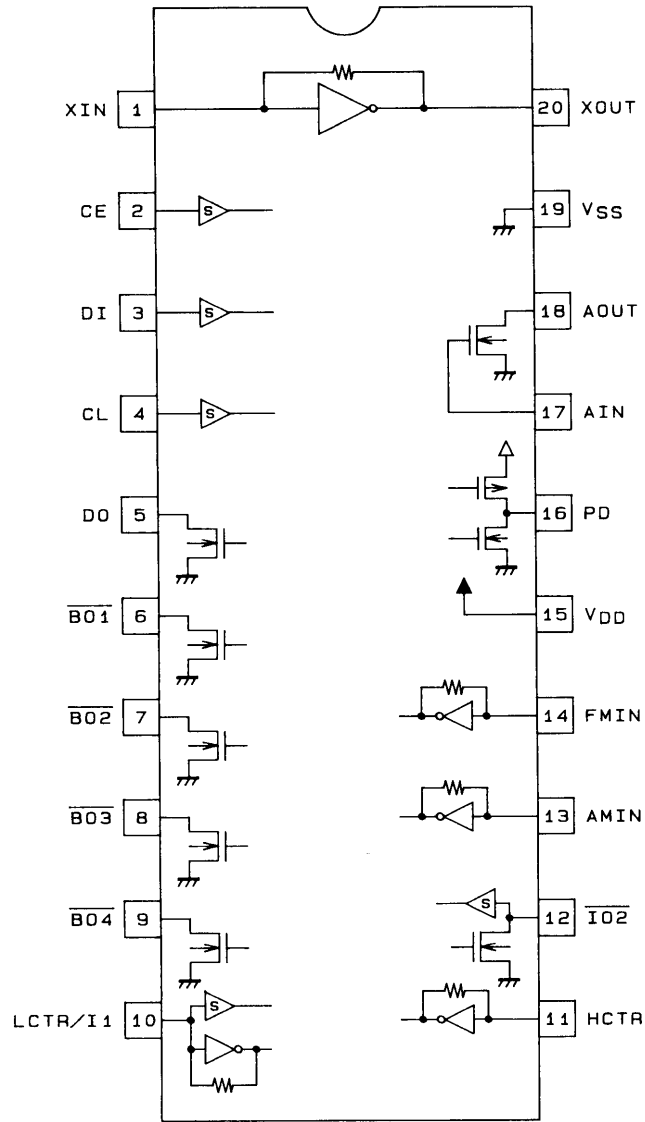 XIN 1
20 XOUT
CE 2
S
19 VSS
DI 3
S
18 AOUT
CL 4
S
17 AIN
DO 5
16 PD
BO1 6
15 VDD
BO2 7
14 FMIN
BO3 8
13 AMIN
BO4 9
S
12 IO2
LCTR/I1 10
S
11 HCTR